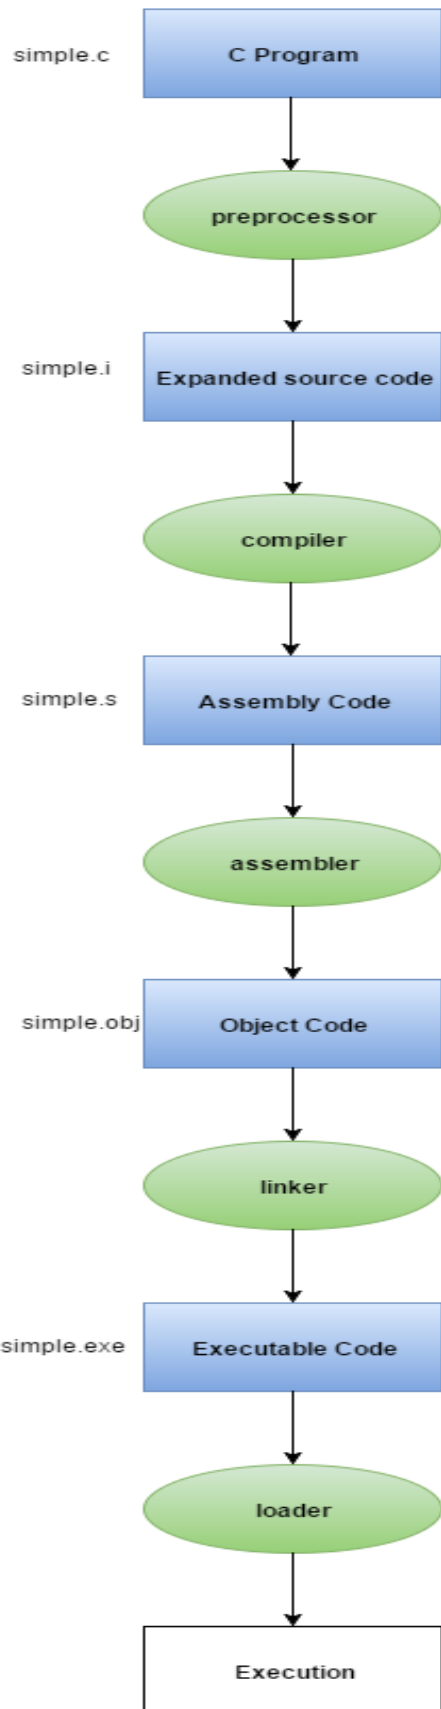 simple.c
C Program
preprocessor
simple.i
Expanded source code
compiler
simple.s
Assembly Code
assembler
simple.obj
Object Code
linker
simple.exe
Executable Code
loader
Execution